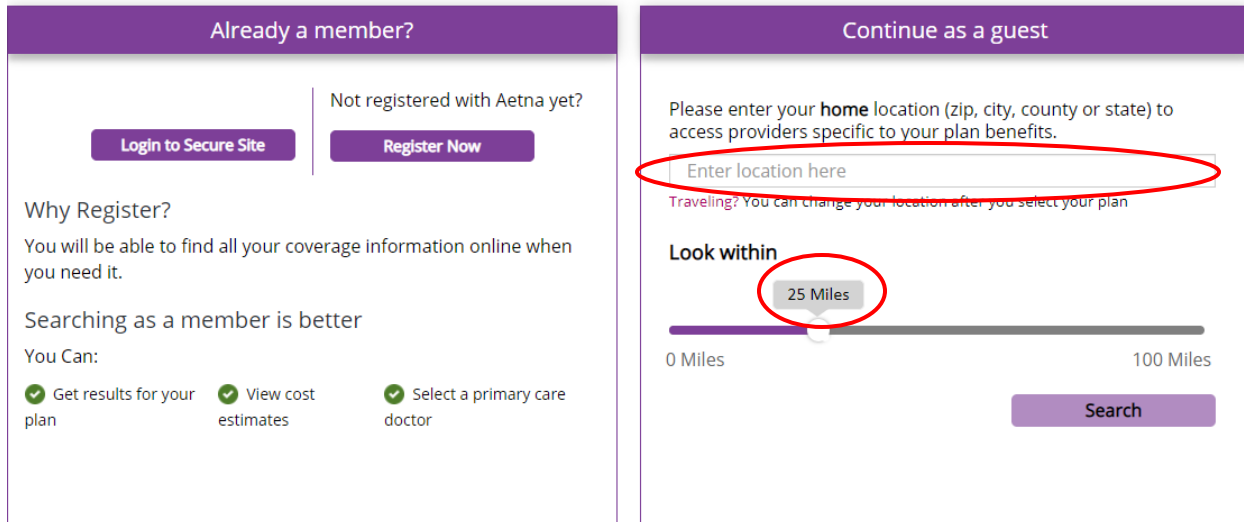 Already a member?
Not registered with Aetna yet?
Login to Secure Site
Register Now
Why Register?
You will be able to find all your coverage information online when
you need it.
Searching as a member is better
You Can:
Get results for your
plan
View cost
estimates
Select a primary care
doctor
Continue as a guest
Please enter your home location (zip, city, county or state) to
access providers specific to your plan benefits.
Enter location here
Traveling? You can change your location after you select your plan
Look within
25 Miles
0 Miles
100 Miles
Search